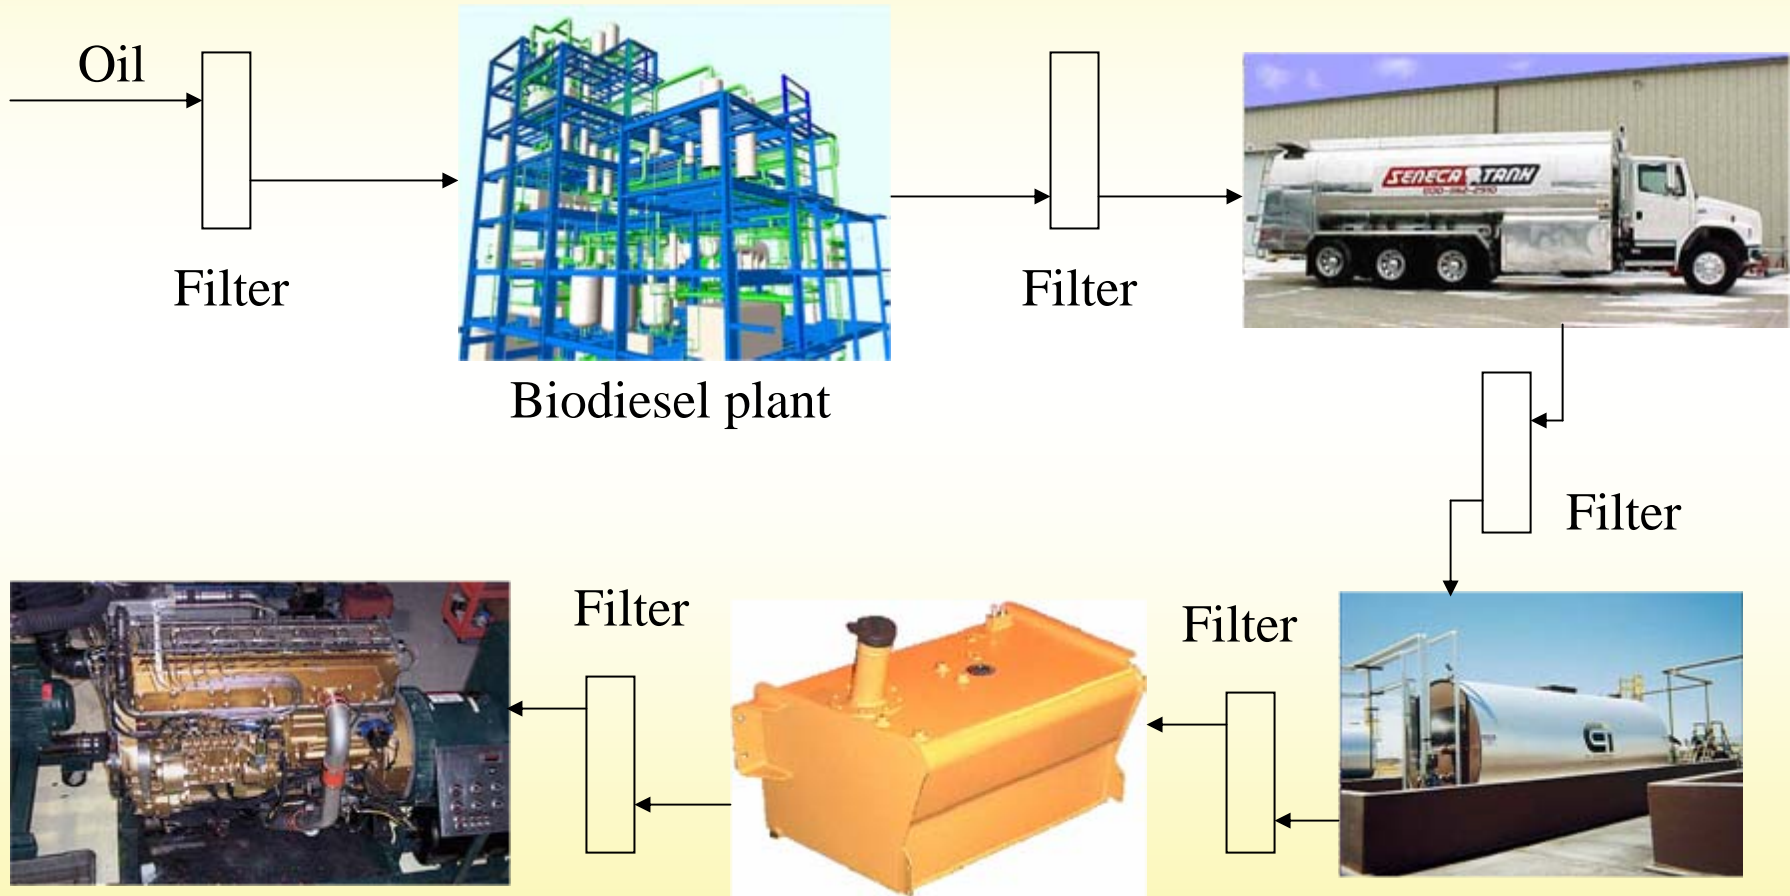 Oil
Filter
Biodiesel plant
Filter
SENECA TANK
Filter
Filter
Filter